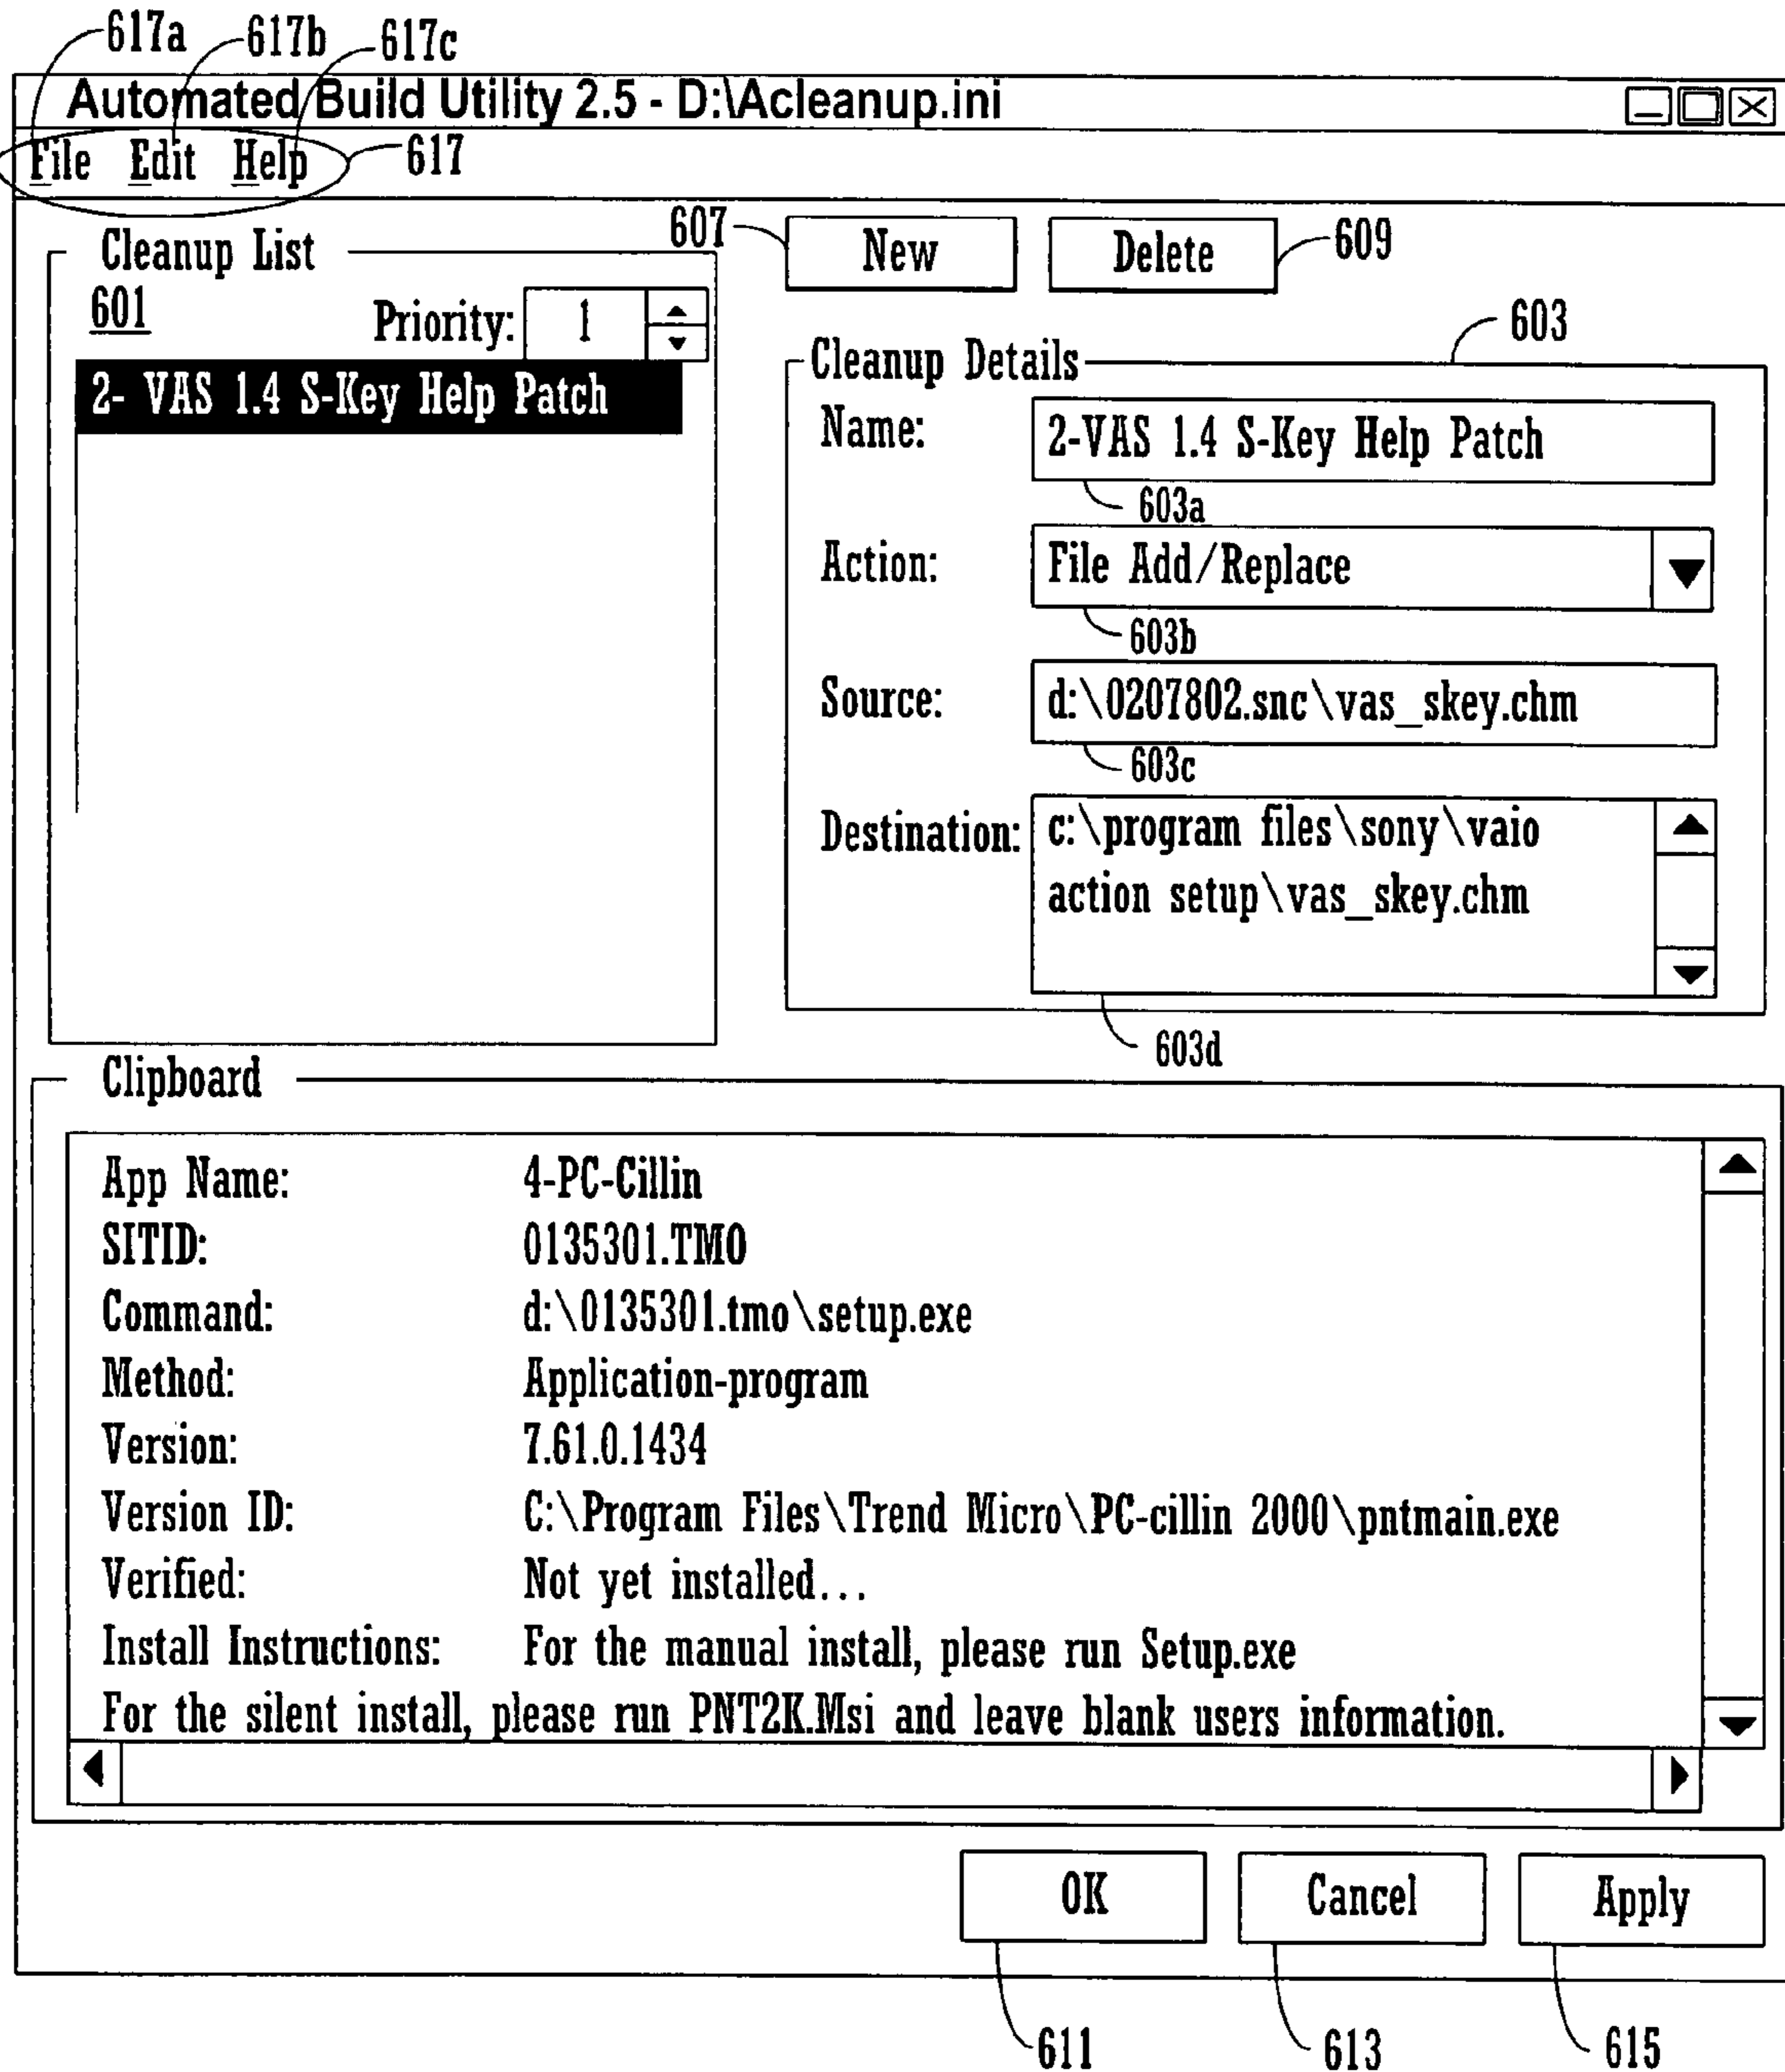 617a 617b 617c
Automated Build Utility 2.5 - D:\Acleanup.ini
File Edit Help 617
Cleanup List
601
Priority: 1
2- VAS 1.4 S-Key Help Patch
607 New Delete 609
603
Cleanup Details
Name: 2-VAS 1.4 S-Key Help Patch
603a
Action: File Add/Replace
603b
Source: d:\0207802.snc\vas_skey.chm
603c
Destination: c:\program files\sony\vaio
action setup\vas_skey.chm
603d
Clipboard
App Name: 4-PC-Cillin
SITID: 0135301.TMO
Command: d:\0135301.tmo\setup.exe
Method: Application-program
Version: 7.61.0.1434
Version ID: C:\Program Files\Trend Micro\PC-cillin 2000\pntmain.exe
Verified: Not yet installed...
Install Instructions: For the manual install, please run Setup.exe
For the silent install, please run PNT2K.Msi and leave blank users information.
OK Cancel Apply
611 613 615